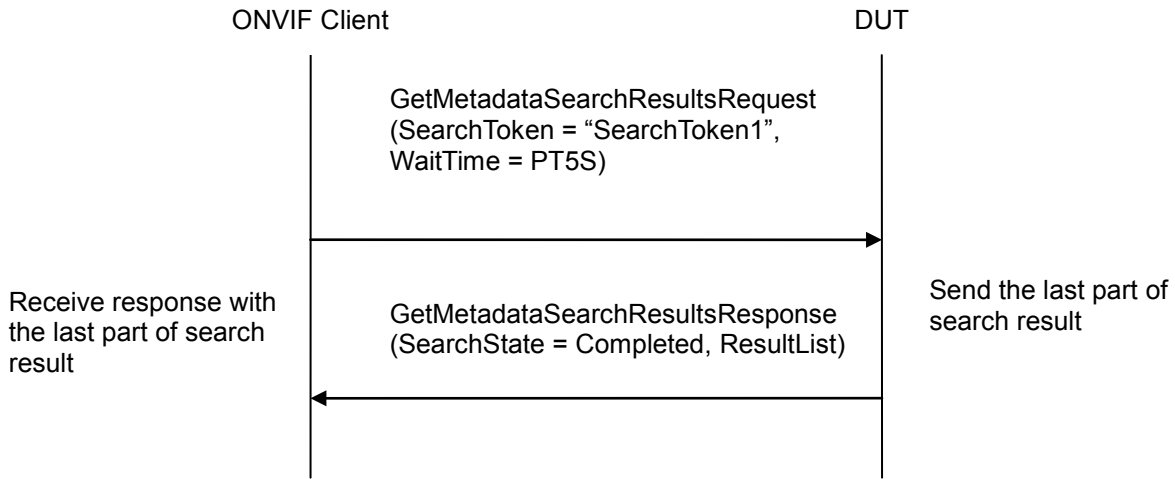 ONVIF Client
DUT
GetMetadataSearchResultsRequest
(SearchToken = “SearchToken1”,
WaitTime = PT5S)
Receive response with
the last part of search
result
GetMetadataSearchResultsResponse
(SearchState = Completed, ResultList)
Send the last part of
search result